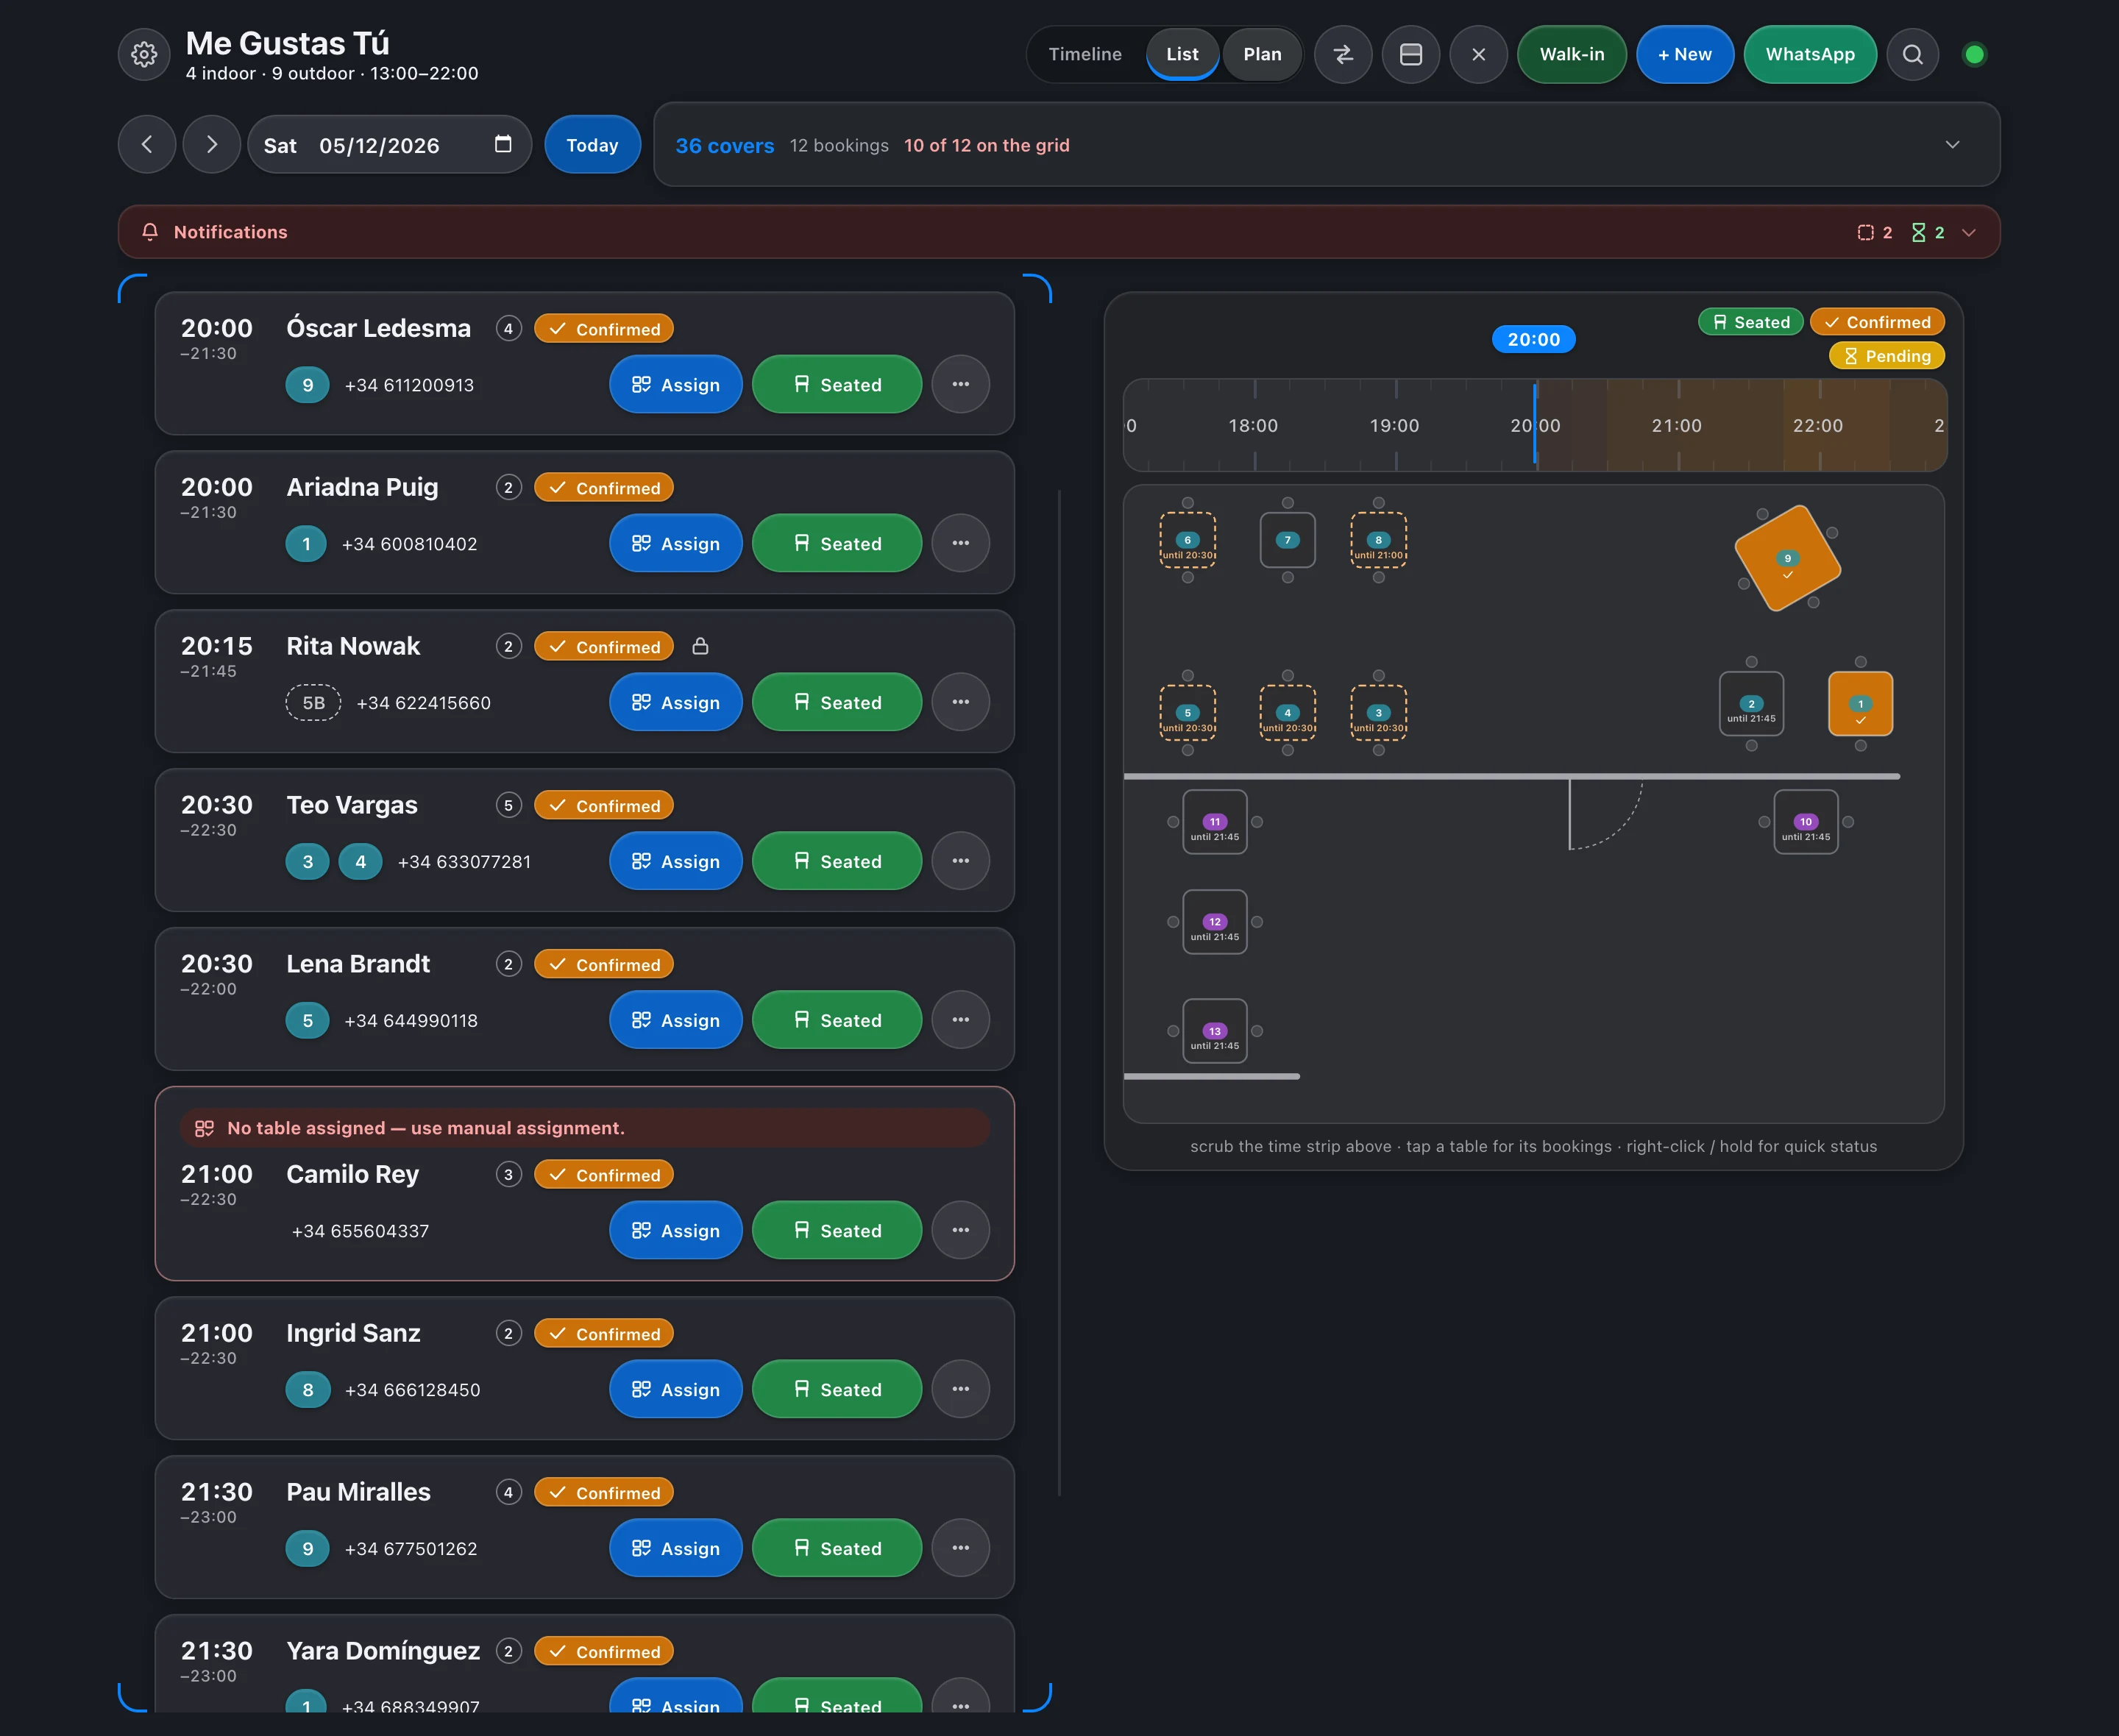 Me Gustas Tú
4 indoor · 9 outdoor · 13:00–22:00
Timeline List Plan Walk-in + New WhatsApp
Sat 05/12/2026 Today
36 covers 12 bookings 10 of 12 on the grid
Notifications 2 2
20:00 Óscar Ledesma 4 Confirmed
–21:30
9 +34 611200913 Assign Seated
20:00 Ariadna Puig 2 Confirmed
–21:30
1 +34 600810402 Assign Seated
20:15 Rita Nowak 2 Confirmed
–21:45
5B +34 622415660 Assign Seated
20:30 Teo Vargas 5 Confirmed
–22:30
3 4 +34 633077281 Assign Seated
20:30 Lena Brandt 2 Confirmed
–22:00
5 +34 644990118 Assign Seated
No table assigned — use manual assignment.
21:00 Camilo Rey 3 Confirmed
–22:30
+34 655604337 Assign Seated
21:00 Ingrid Sanz 2 Confirmed
–22:30
8 +34 666128450 Assign Seated
21:30 Pau Miralles 4 Confirmed
–23:00
9 +34 677501262 Assign Seated
21:30 Yara Domínguez 2 Confirmed
–23:00
1 +34 688349907 Assign Seated
20:00
Seated Confirmed
Pending
18:00 19:00 20:00 21:00 22:00
6 7 8
until 20:30 until 21:00
9
5 4 3
until 20:30 until 20:30 until 20:30
2 1
until 21:45
11 10
until 21:45 until 21:45
12
until 21:45
13
until 21:45
scrub the time strip above · tap a table for its bookings · right-click / hold for quick status